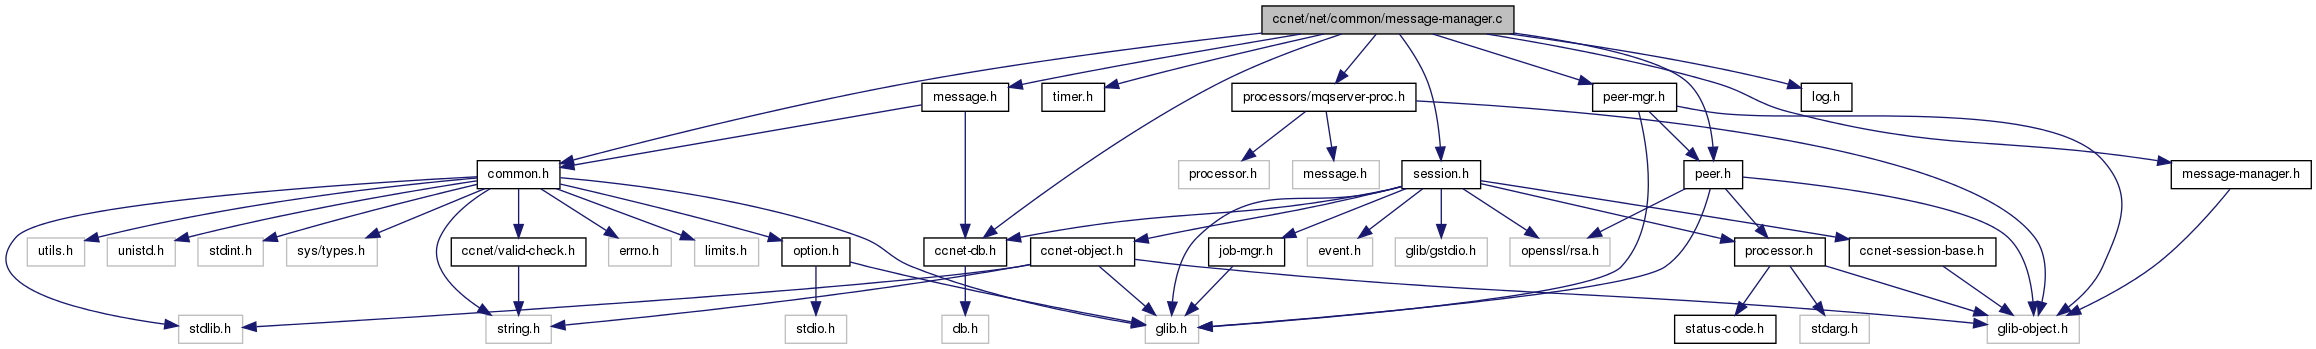 ccnet/net/common/message-manager.c
message.h
timer.h
processors/mqserver-proc.h
peer-mgr.h
log.h
common.h
processor.h
message.h
session.h
peer.h
message-manager.h
utils.h
unistd.h
stdint.h
sys/types.h
ccnet/valid-check.h
errno.h
limits.h
option.h
ccnet-db.h
ccnet-object.h
job-mgr.h
event.h
glib/gstdio.h
openssl/rsa.h
processor.h
ccnet-session-base.h
stdlib.h
string.h
stdio.h
db.h
glib.h
status-code.h
stdarg.h
glib-object.h